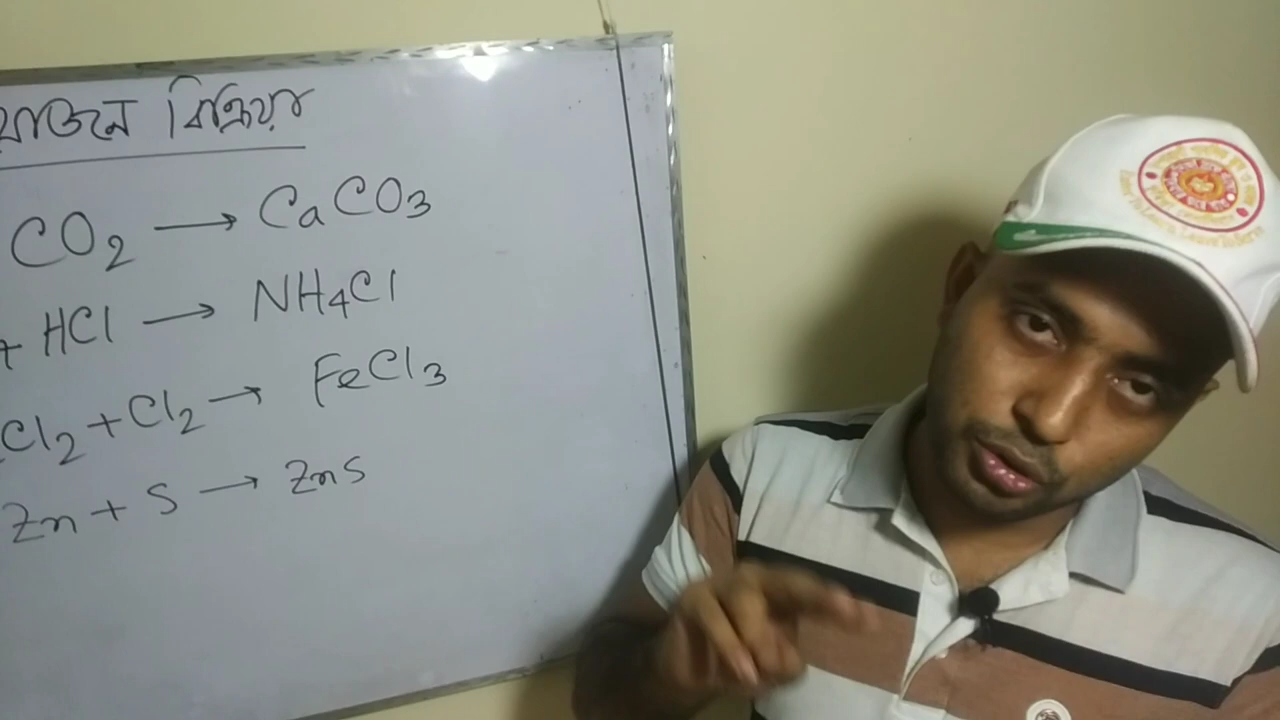 যোজন বিক্রিয়া
CO₂ → CaCO₃
+ HCl → NH₄Cl
Cl₂ + Cl₂ → FeCl₃
Zn + S → ZnS